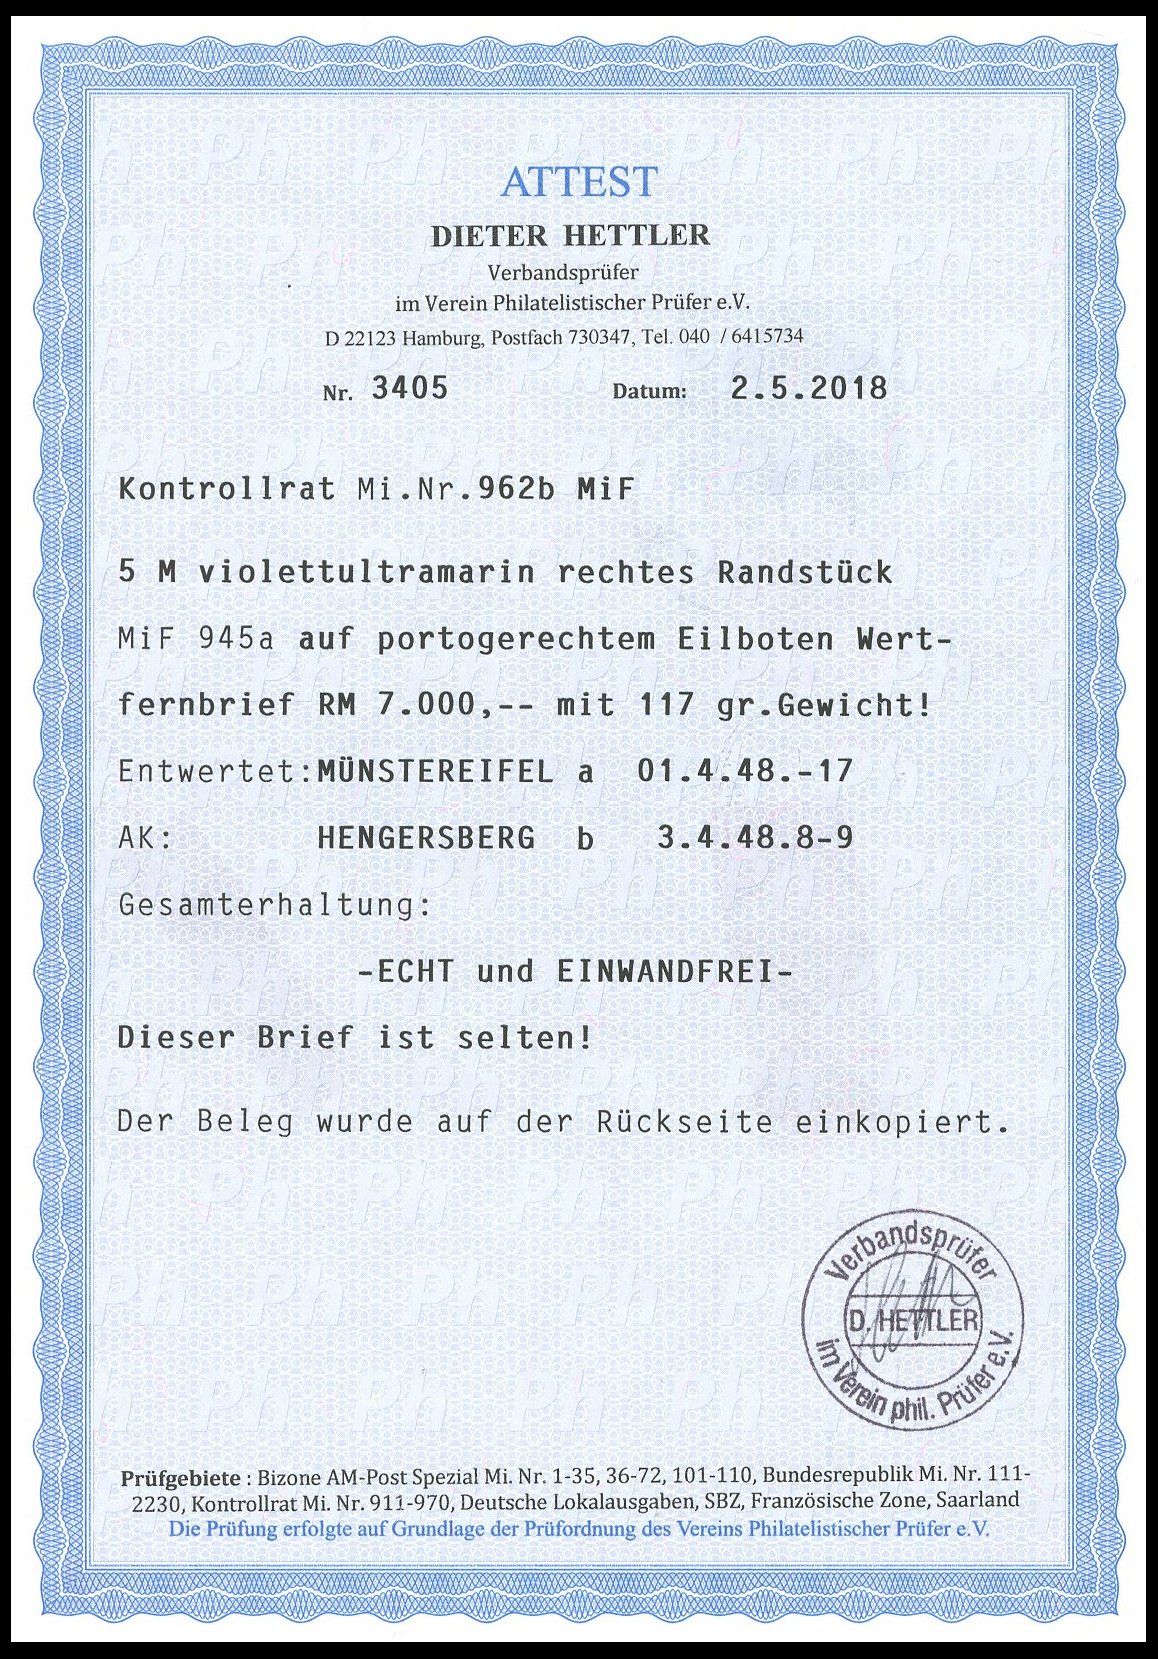 ATTEST
DIETER HETTLER
Verbandsprüfer
im Verein Philatelistischer Prüfer e.V.
D 22123 Hamburg, Postfach 730347, Tel. 040 / 6415734
Nr. 3405 Datum: 2.5.2018
Kontrollrat Mi.Nr.962b MiF
5 M violettultramarin rechtes Randstück
MiF 945a auf portogerechtem Eilboten Wert-
fernbrief RM 7.000,-- mit 117 gr.Gewicht!
Entwertet:MÜNSTEREIFEL a 01.4.48.-17
AK: HENGERSBERG b 3.4.48.8-9
Gesamterhaltung:
-ECHT und EINWANDFREI-
Dieser Brief ist selten!
Der Beleg wurde auf der Rückseite einkopiert.
Verbandsprüfer
D. HETTLER
im Verein phil. Prüfer e.V.
Prüfgebiete : Bizone AM-Post Spezial Mi. Nr. 1-35, 36-72, 101-110, Bundesrepublik Mi. Nr. 111-
2230, Kontrollrat Mi. Nr. 911-970, Deutsche Lokalausgaben, SBZ, Französische Zone, Saarland
Die Prüfung erfolgte auf Grundlage der Prüfordnung des Vereins Philatelistischer Prüfer e.V.